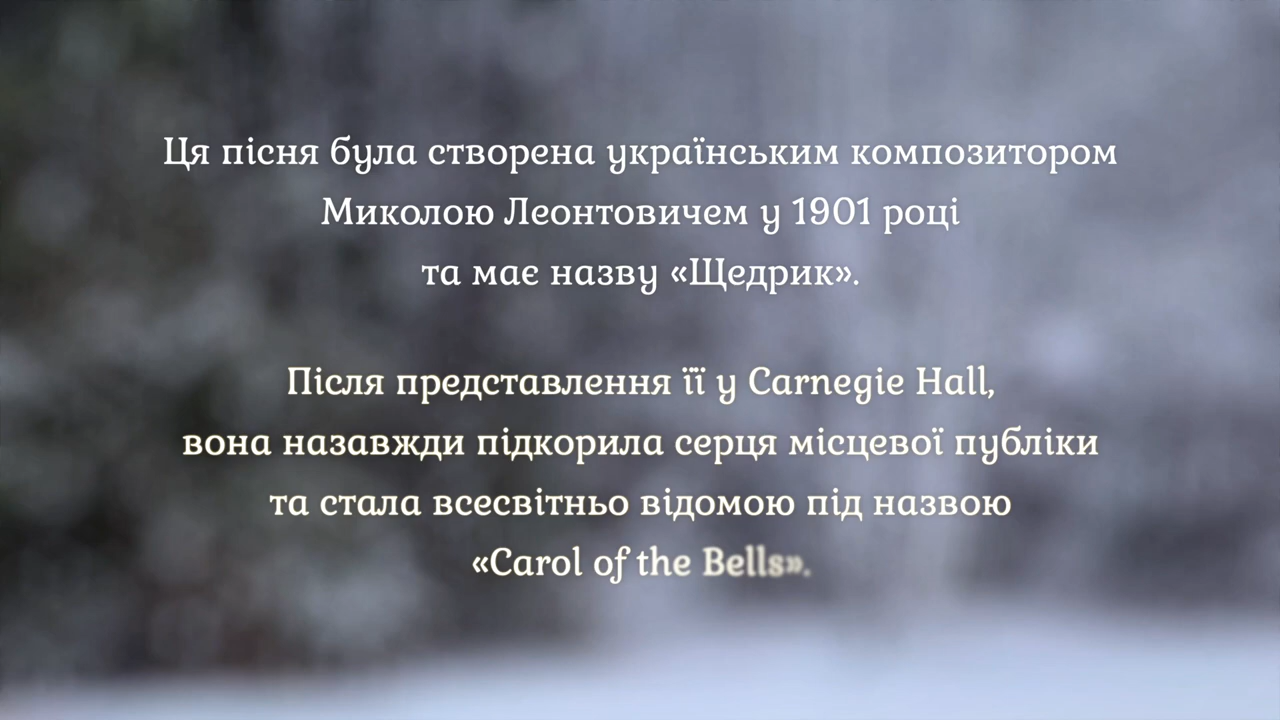 Ця пісня була створена українським композитором
Миколою Леонтовичем у 1901 році
та має назву «Щедрик».
Після представлення її у Carnegie Hall,
вона назавжди підкорила серця місцевої публіки
та стала всесвітньо відомою під назвою
«Carol of the Bells».